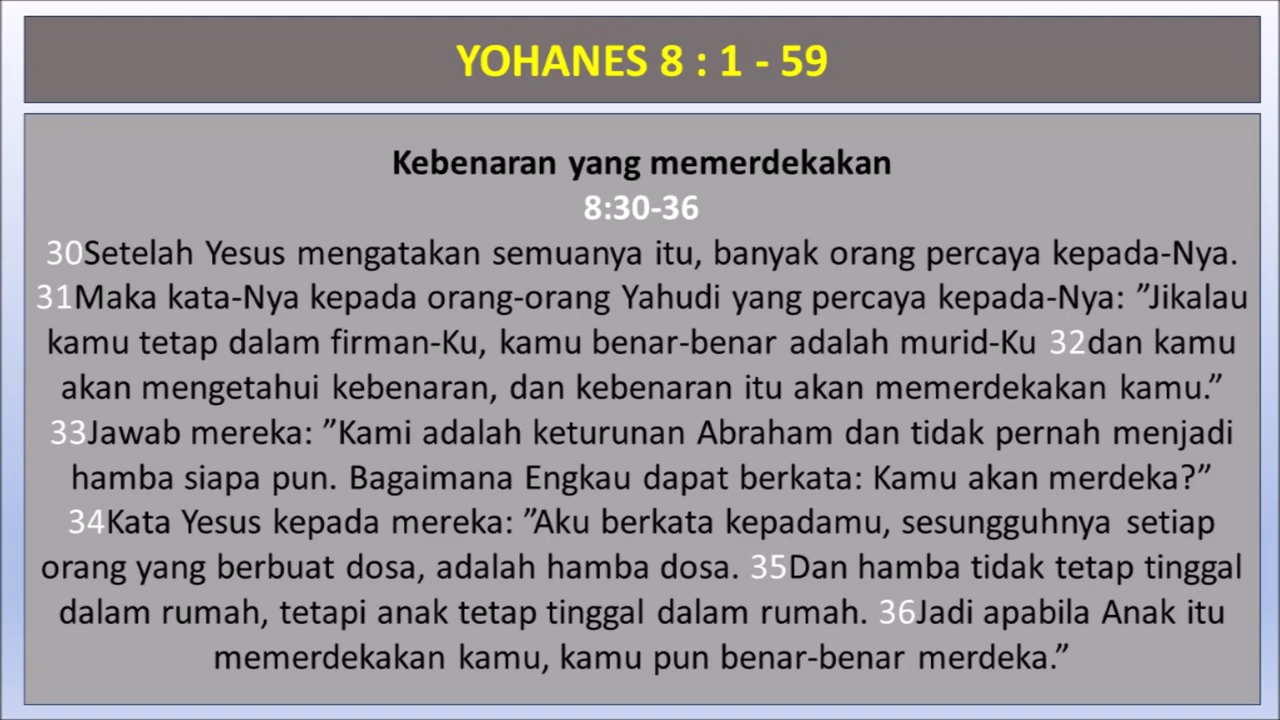 YOHANES 8 : 1 - 59
Kebenaran yang memerdekakan
8:30-36
30Setelah Yesus mengatakan semuanya itu, banyak orang percaya kepada-Nya.
31Maka kata-Nya kepada orang-orang Yahudi yang percaya kepada-Nya: ”Jikalau
kamu tetap dalam firman-Ku, kamu benar-benar adalah murid-Ku 32dan kamu
akan mengetahui kebenaran, dan kebenaran itu akan memerdekakan kamu.”
33Jawab mereka: ”Kami adalah keturunan Abraham dan tidak pernah menjadi
hamba siapa pun. Bagaimana Engkau dapat berkata: Kamu akan merdeka?”
34Kata Yesus kepada mereka: ”Aku berkata kepadamu, sesungguhnya setiap
orang yang berbuat dosa, adalah hamba dosa. 35Dan hamba tidak tetap tinggal
dalam rumah, tetapi anak tetap tinggal dalam rumah. 36Jadi apabila Anak itu
memerdekakan kamu, kamu pun benar-benar merdeka.”